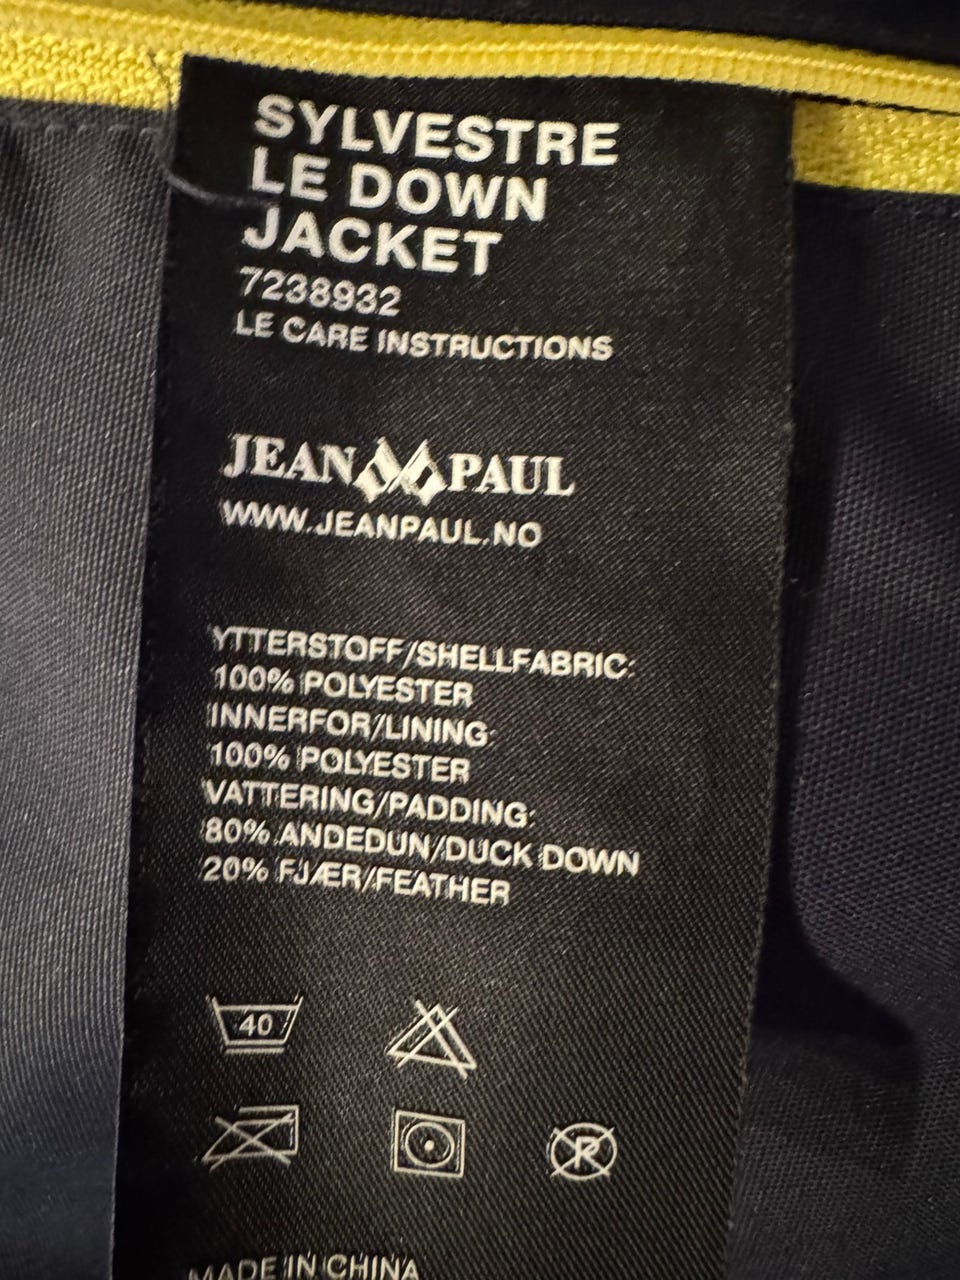 SYLVESTRE
LE DOWN
JACKET
7238932
LE CARE INSTRUCTIONS
JEAN PAUL
WWW.JEANPAUL.NO
YTTERSTOFF/SHELLFABRIC:
100% POLYESTER
INNERFOR/LINING:
100% POLYESTER
VATTERING/PADDING:
80% ANDEDUN/DUCK DOWN
20% FJÆR/FEATHER
40
R
MADE IN CHINA